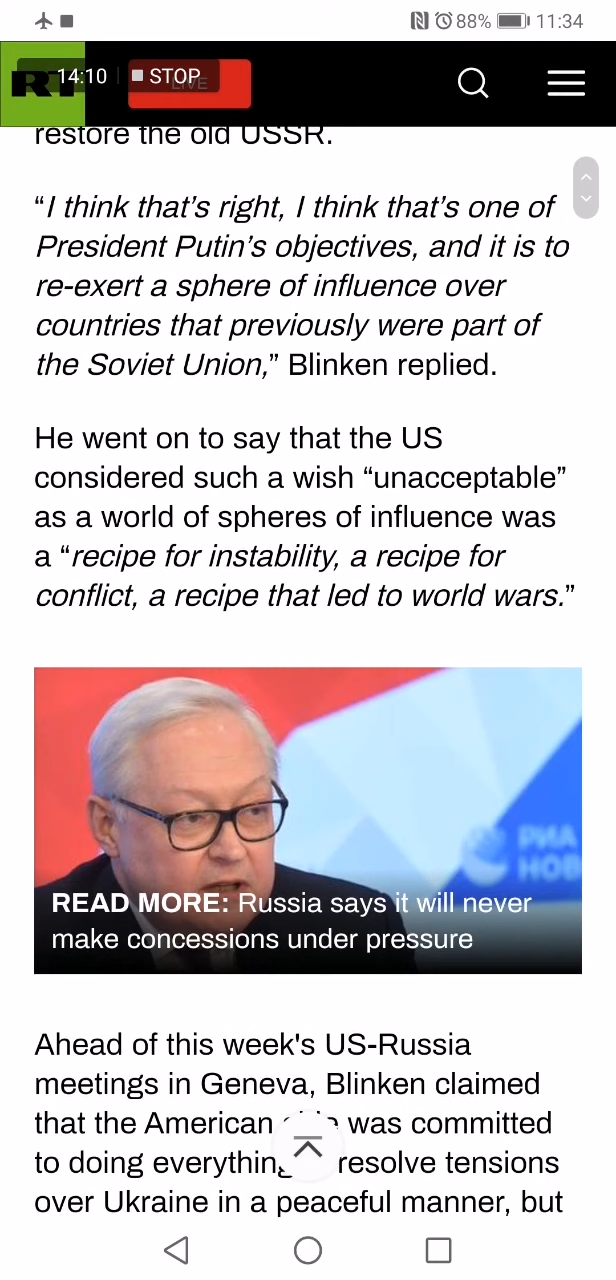 88% 11:34
RT 14:10 STOP
LIVE
restore the old USSR.
“I think that’s right, I think that’s one of
President Putin’s objectives, and it is to
re-exert a sphere of influence over
countries that previously were part of
the Soviet Union,” Blinken replied.
He went on to say that the US
considered such a wish “unacceptable”
as a world of spheres of influence was
a “recipe for instability, a recipe for
conflict, a recipe that led to world wars.”
РИА
НОВ
READ MORE: Russia says it will never
make concessions under pressure
Ahead of this week's US-Russia
meetings in Geneva, Blinken claimed
that the American was committed
to doing everything resolve tensions
over Ukraine in a peaceful manner, but